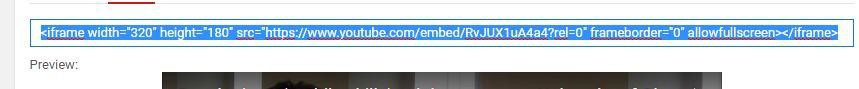 <iframe width="320" height="180" src="https://www.youtube.com/embed/RvJUX1uA4a4?rel=0" frameborder="0" allowfullscreen></iframe>
Preview: